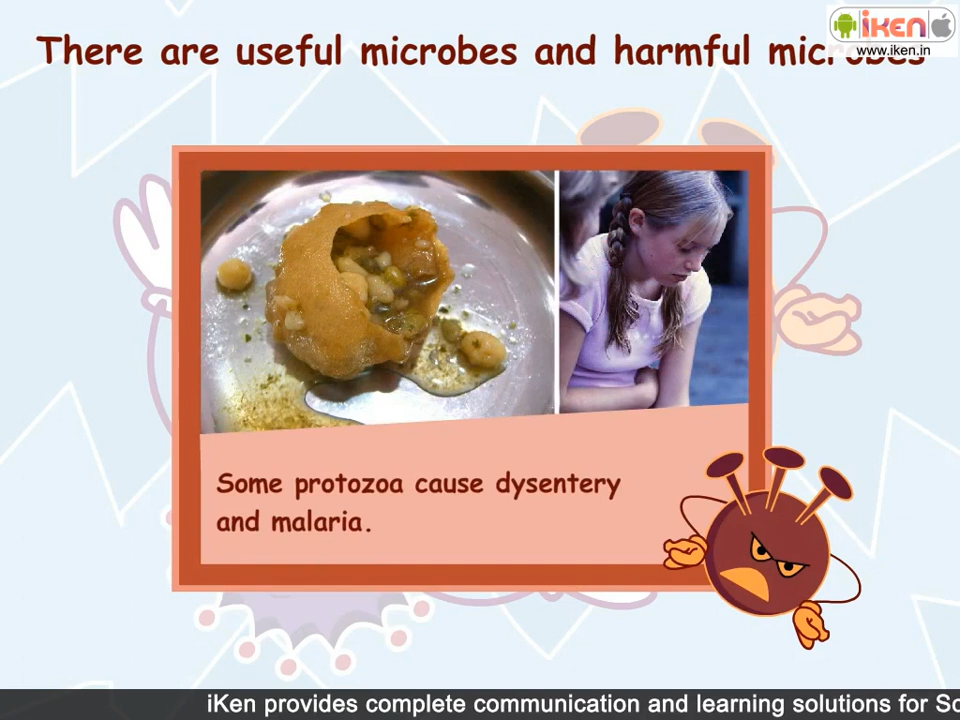 There are useful microbes and harmful microbes
iKEN
www.iken.in
Some protozoa cause dysentery
and malaria.
iKen provides complete communication and learning solutions for